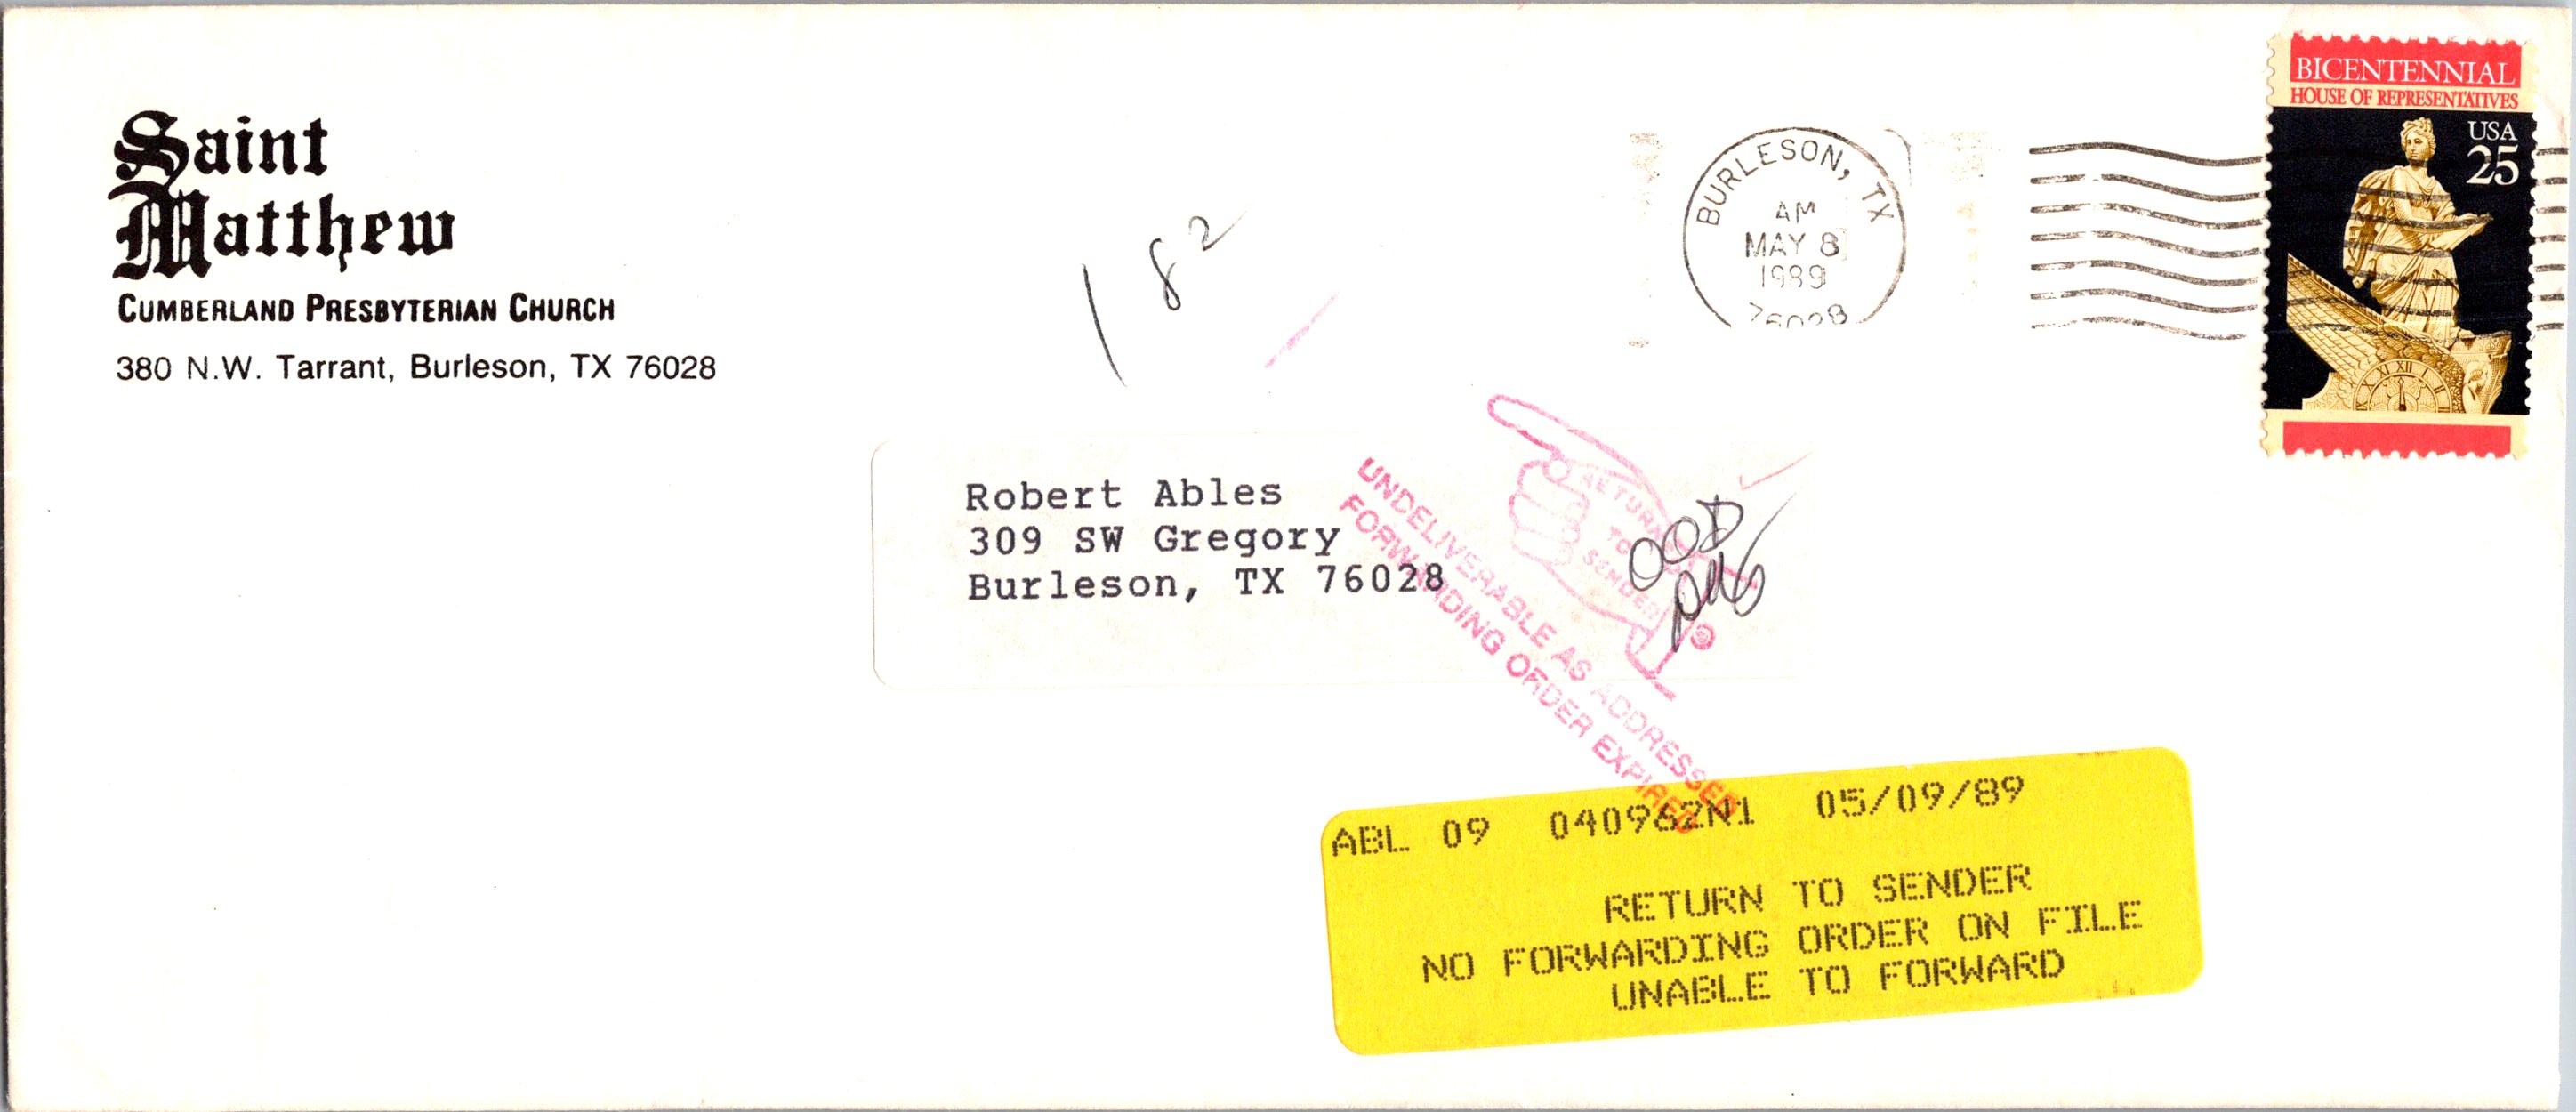 Saint
Matthew
CUMBERLAND PRESBYTERIAN CHURCH
380 N.W. Tarrant, Burleson, TX 76028
182
BURLESON, TX
AM
MAY 8
1989
76028
BICENTENNIAL
HOUSE OF REPRESENTATIVES
USA
25
Robert Ables
309 SW Gregory
Burleson, TX 76028
RETURN
TO
SENDER
UNDELIVERABLE AS ADDRESSED
FORWARDING ORDER EXPIRED
ABL 09 040962N1 05/09/89
RETURN TO SENDER
NO FORWARDING ORDER ON FILE
UNABLE TO FORWARD